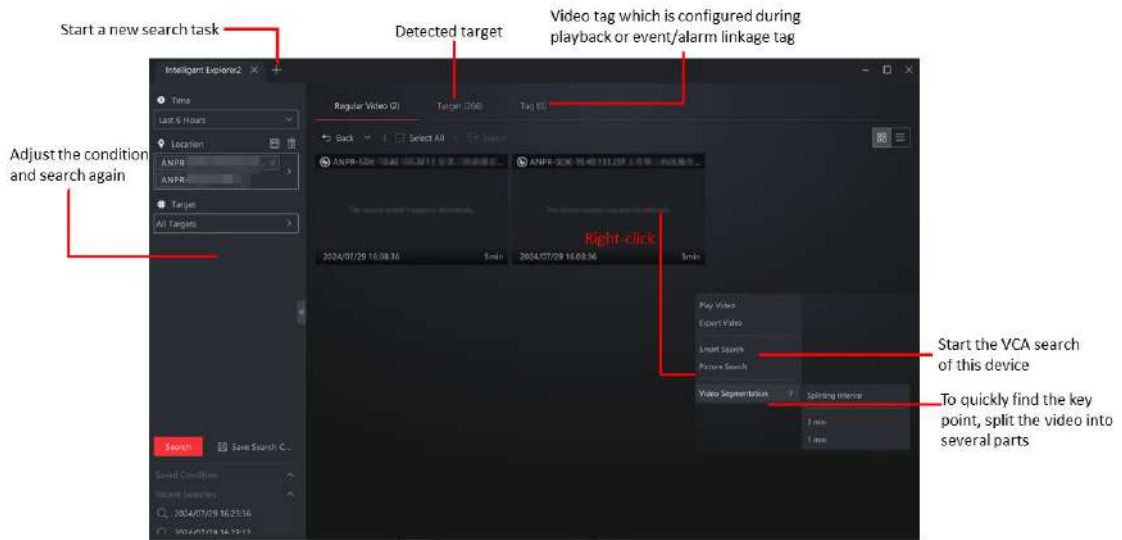 Video tag which is configured during
playback or event/alarm linkage tag
Start a new search task
Detected target
Intelligent Explorer2
Time
Last 6 Hours
Location
ANPR-
ANPR-
Target
All Targets
Adjust the condition
and search again
Regular Video (2)
Target (266)
Tag (0)
Back
Select All
Export
ANPR-
ANPR-
Right-click
2024/07/29 16:08:36
5min
2024/07/29 16:08:36
5min
Play Video
Export Video
Smart Search
Picture Search
Video Segmentation
Splitting Interval
2 min
1 min
Start the VCA search
of this device
To quickly find the key
point, split the video into
several parts
Search
Save Search C...
Saved Condition
Recent Searches
2024/07/29 16:23:36